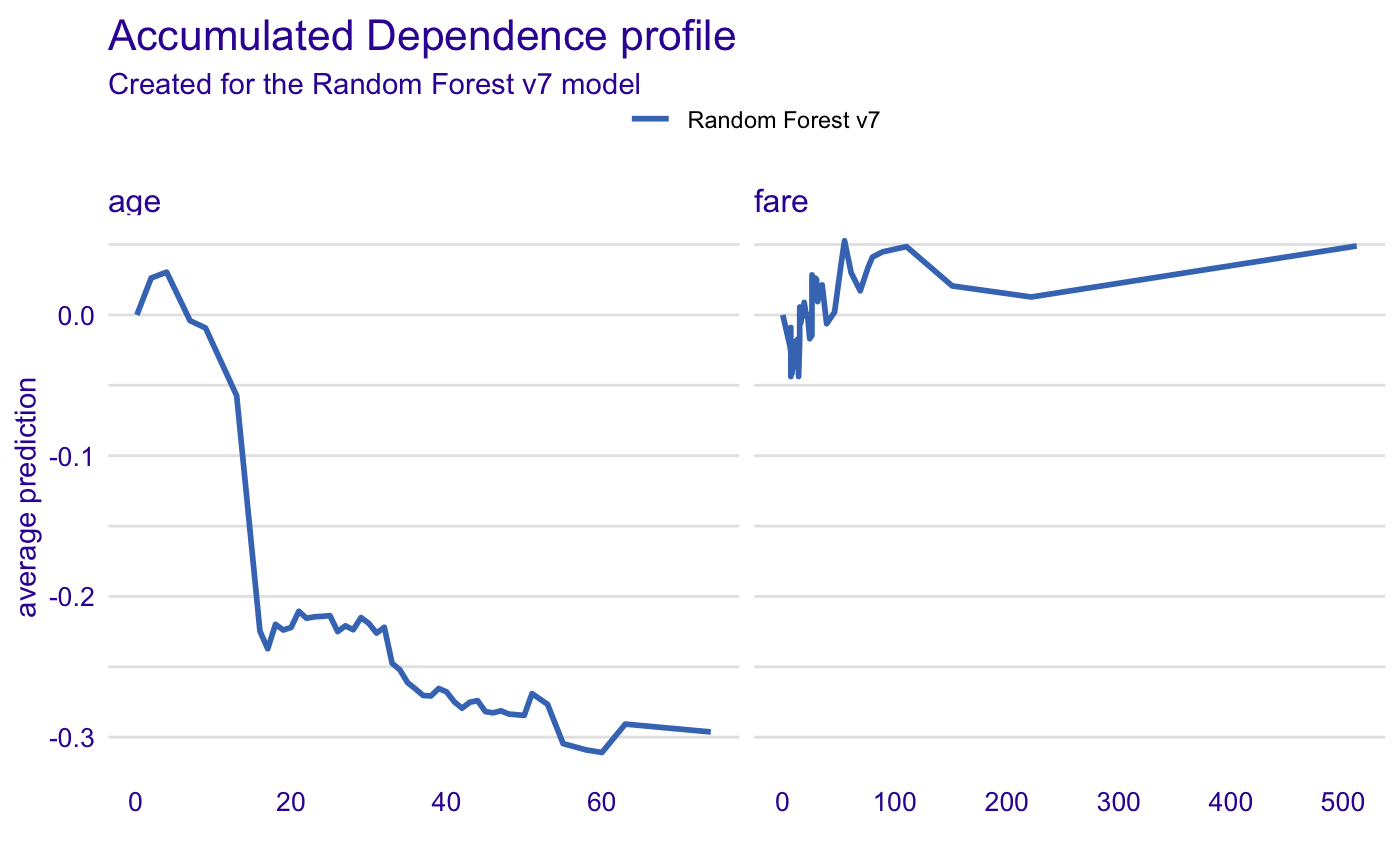 Accumulated Dependence profile
Created for the Random Forest v7 model
Random Forest v7
age
fare
average prediction
0.0
-0.1
-0.2
-0.3
0 20 40 60
0 100 200 300 400 500